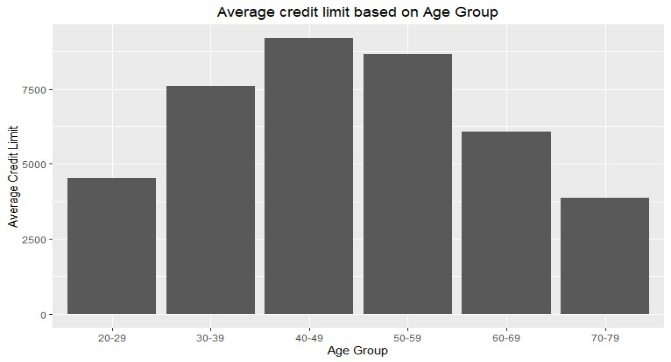 Average credit limit based on Age Group
Average Credit Limit
7500
5000
2500
0
20-29 30-39 40-49 50-59 60-69 70-79
Age Group